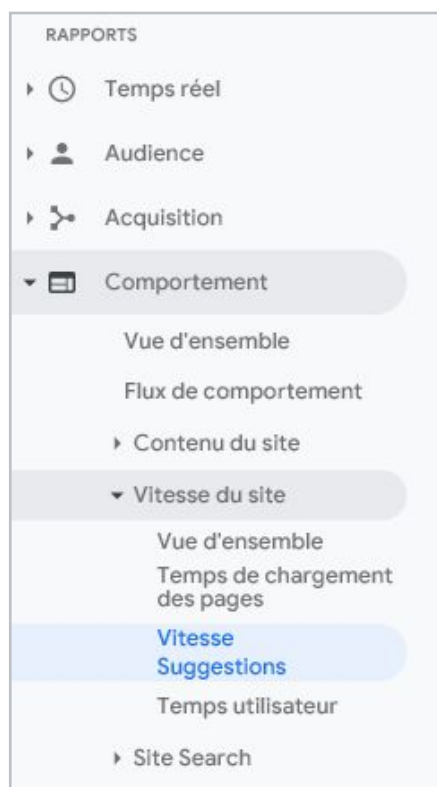 RAPPORTS
Temps réel
Audience
Acquisition
Comportement
Vue d'ensemble
Flux de comportement
Contenu du site
Vitesse du site
Vue d'ensemble
Temps de chargement
des pages
Vitesse
Suggestions
Temps utilisateur
Site Search